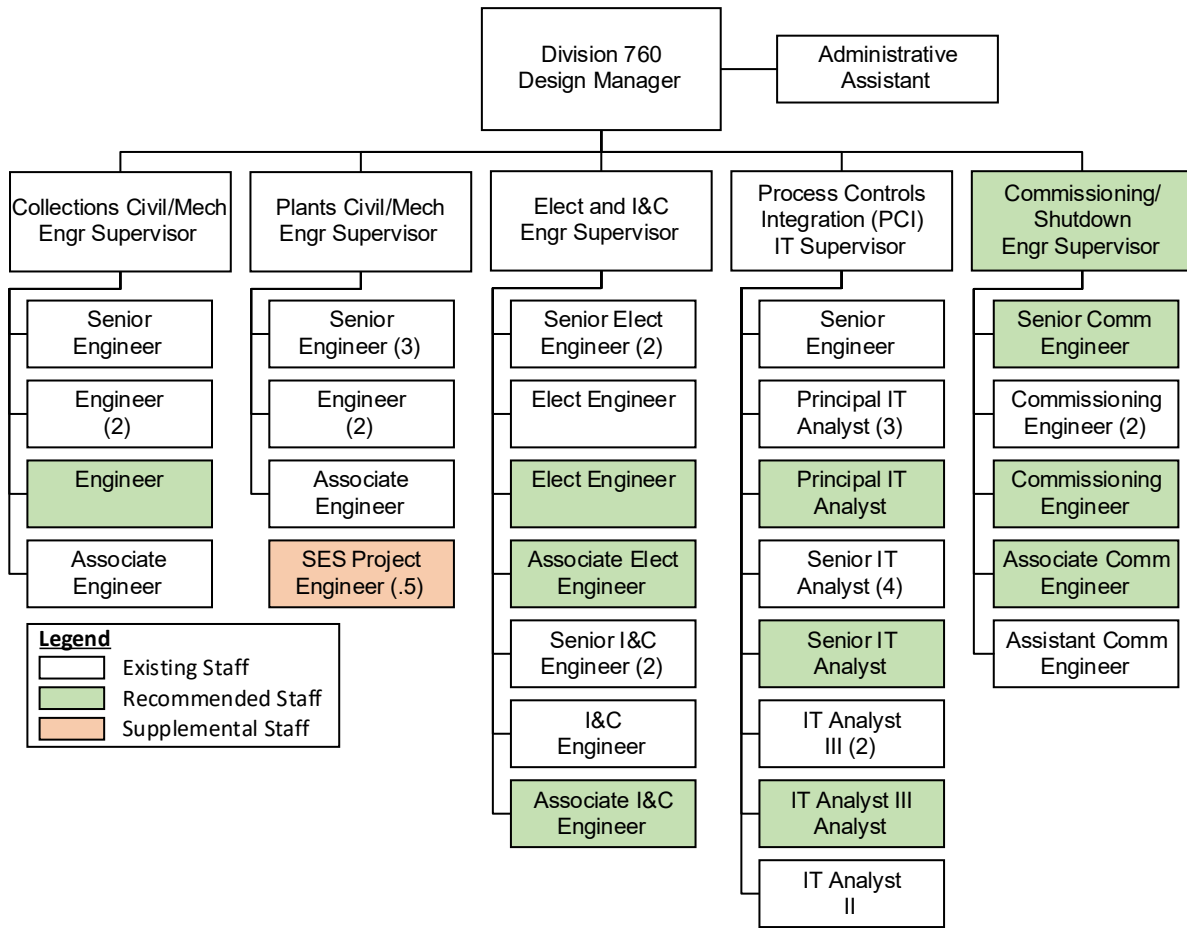 Division 760
Design Manager
Administrative
Assistant
Collections Civil/Mech
Engr Supervisor
Senior
Engineer
Engineer
(2)
Engineer
Associate
Engineer
Plants Civil/Mech
Engr Supervisor
Senior
Engineer (3)
Engineer
(2)
Associate
Engineer
SES Project
Engineer (.5)
Elect and I&C
Engr Supervisor
Senior Elect
Engineer (2)
Elect Engineer
Elect Engineer
Associate Elect
Engineer
Senior I&C
Engineer (2)
I&C
Engineer
Associate I&C
Engineer
Process Controls
Integration (PCI)
IT Supervisor
Senior
Engineer
Principal IT
Analyst (3)
Principal IT
Analyst
Senior IT
Analyst (4)
Senior IT
Analyst
IT Analyst
III (2)
IT Analyst III
Analyst
IT Analyst
II
Commissioning/
Shutdown
Engr Supervisor
Senior Comm
Engineer
Commissioning
Engineer (2)
Commissioning
Engineer
Associate Comm
Engineer
Assistant Comm
Engineer
Legend
Existing Staff
Recommended Staff
Supplemental Staff